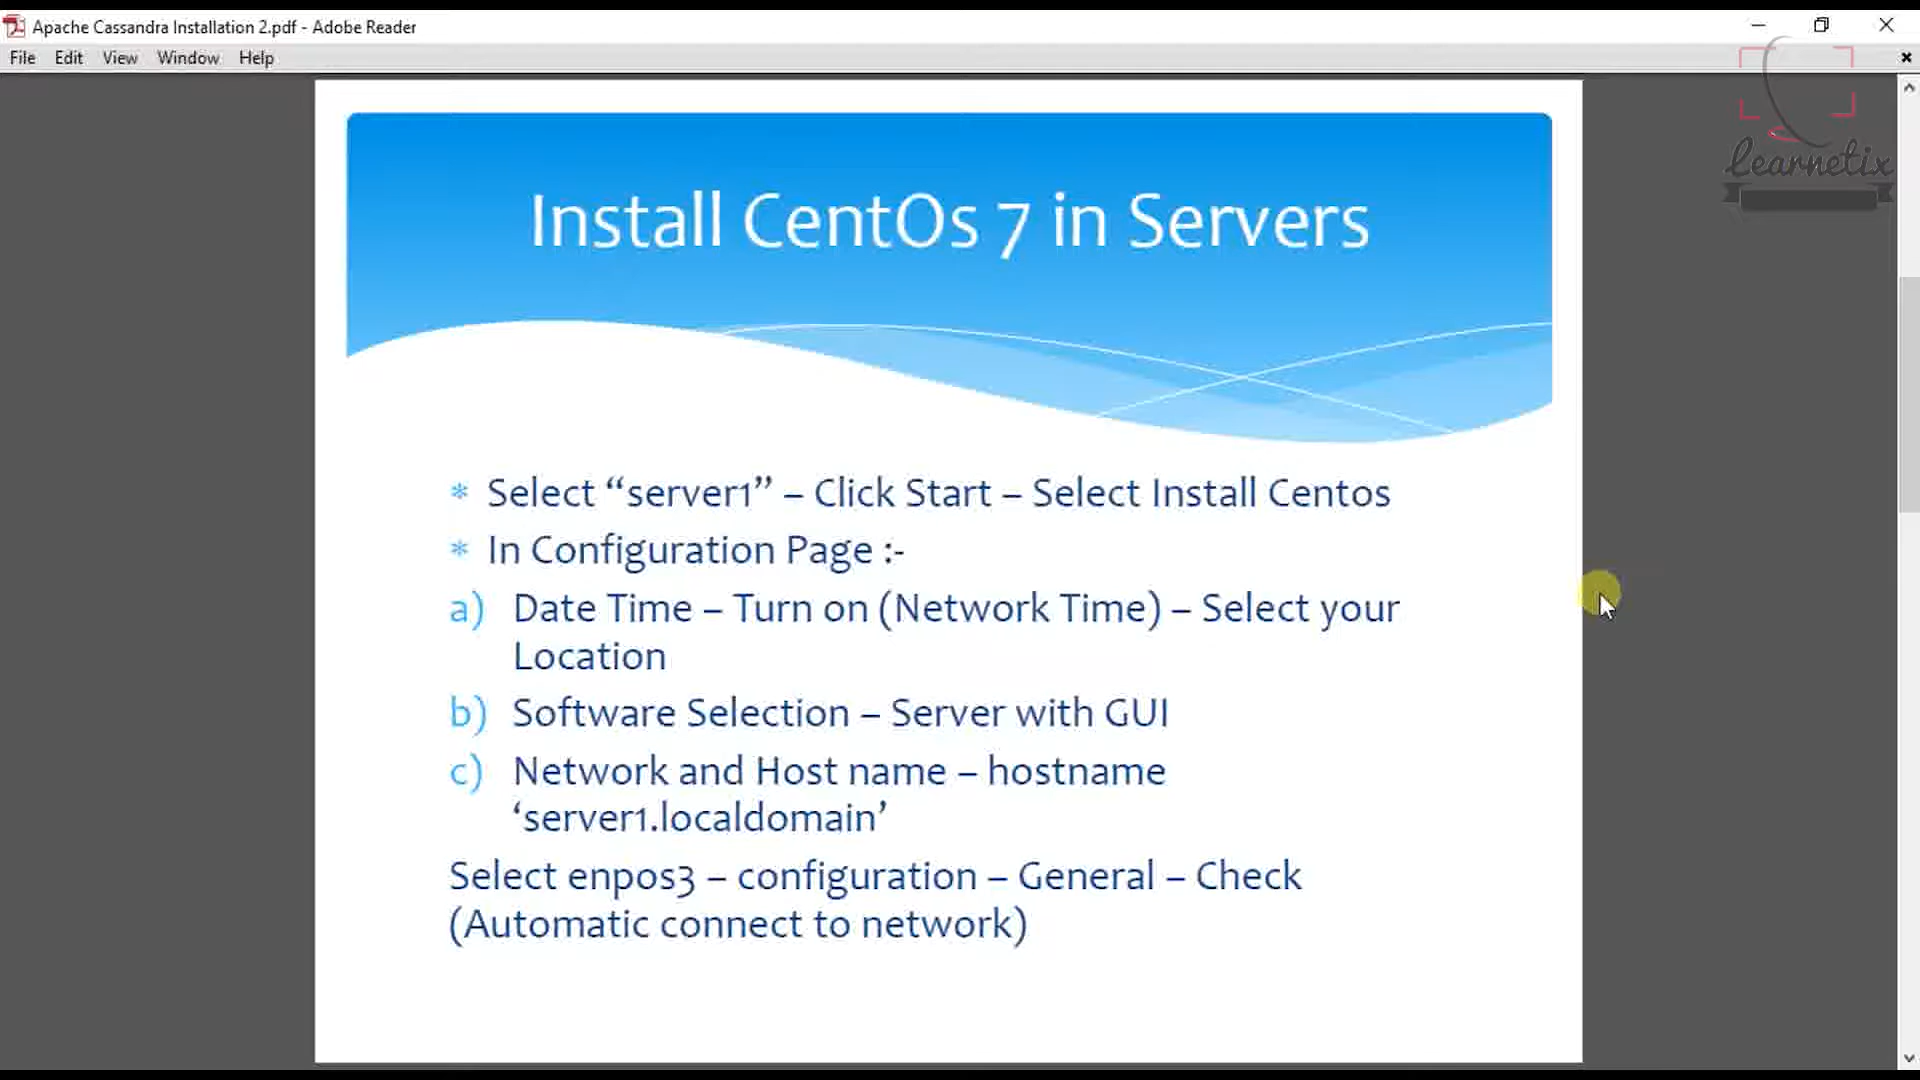 Apache Cassandra Installation 2.pdf - Adobe Reader
File Edit View Window Help
learnetix
Install CentOs 7 in Servers
* Select “server1” – Click Start – Select Install Centos
* In Configuration Page :-
a) Date Time – Turn on (Network Time) – Select your
Location
b) Software Selection – Server with GUI
c) Network and Host name – hostname
‘server1.localdomain’
Select enpos3 – configuration – General – Check
(Automatic connect to network)